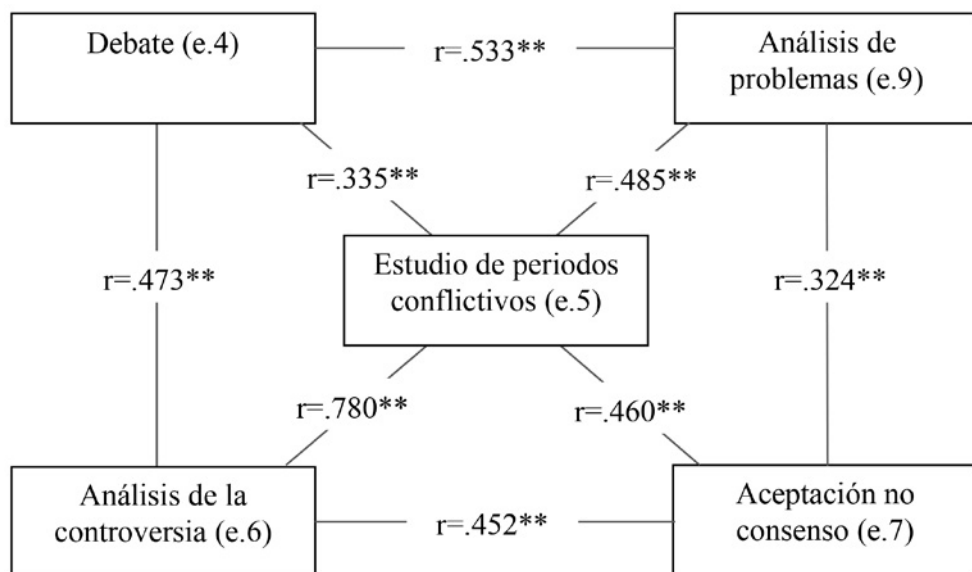 Debate (e.4)
r=.533**
Análisis de
problemas (e.9)
r=.335**
r=.485**
r=.473**
Estudio de periodos
conflictivos (e.5)
r=.324**
r=.780**
r=.460**
Análisis de la
controversia (e.6)
r=.452**
Aceptación no
consenso (e.7)